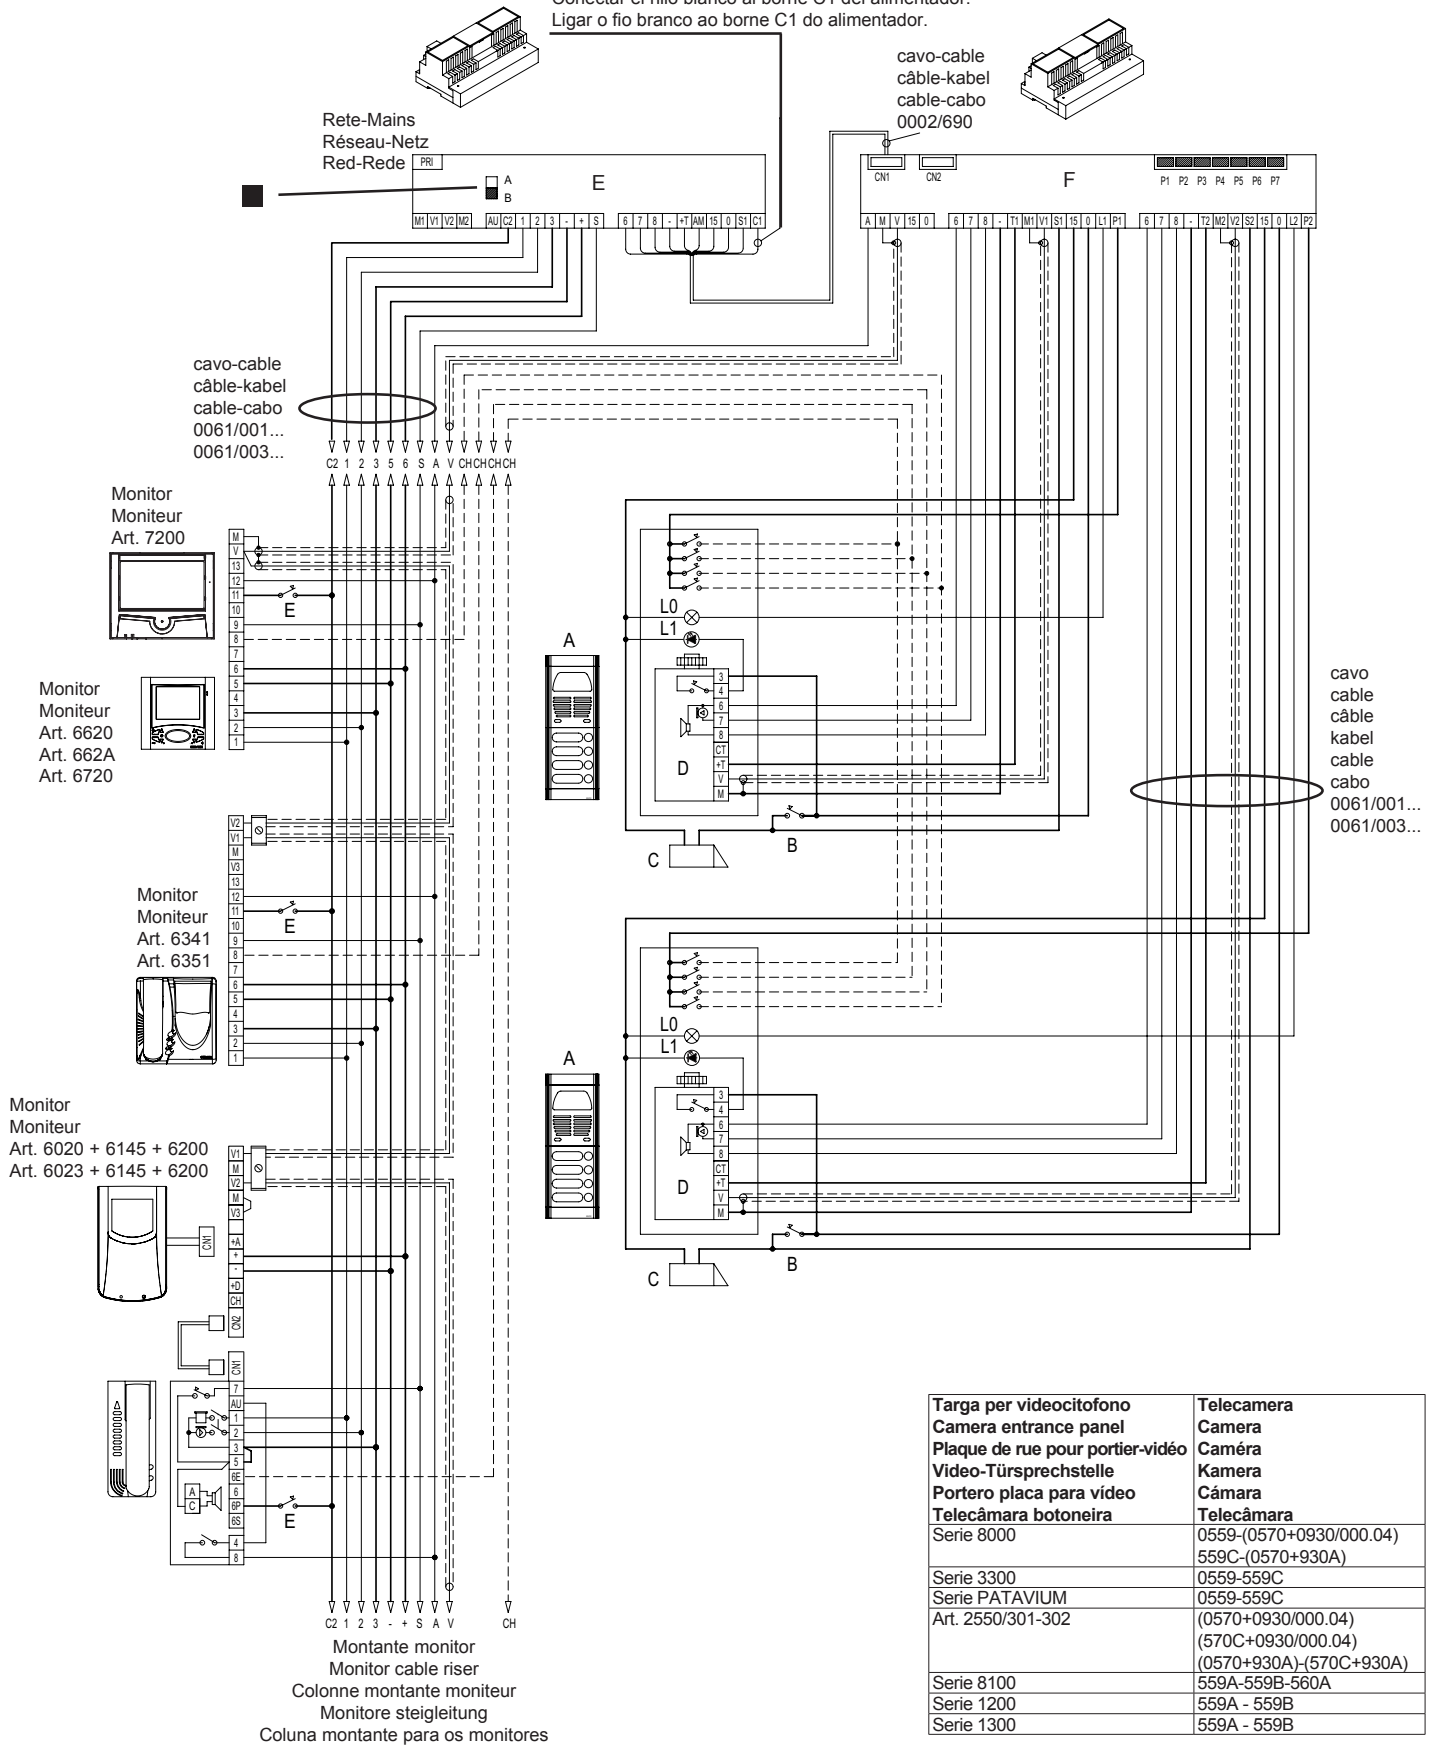 Ligar o fio branco ao borne C1 do alimentador.
cavo-cable
câble-kabel
cable-cabo
0002/690
Rete-Mains
Réseau-Netz
Red-Rede
PRI
A
B
E
CN1
CN2
F
P1 P2 P3 P4 P5 P6 P7
M1 V1 V2 M2
AU C2 1 2 3 - + S
6 7 8 - +T AM 15 0 S1 C1
A M V 15 0
6 7 8 - T1 M1 V1 S1 15 0 L1 P1
6 7 8 - T2 M2 V2 S2 15 0 L2 P2
cavo-cable
câble-kabel
cable-cabo
0061/001...
0061/003...
C2 1 2 3 5 6 S A V CH CH CH CH
Monitor
Moniteur
Art. 7200
M
V
13
12
11
10
9
8
7
6
5
4
3
2
1
E
Monitor
Moniteur
Art. 6620
Art. 662A
Art. 6720
A
L0
L1
3
4
6
7
8
CT
+T
V
M
D
B
C
cavo
cable
câble
kabel
cable
cabo
0061/001...
0061/003...
V2
V1
M
V3
13
12
11
10
9
8
7
6
5
4
3
2
1
E
Monitor
Moniteur
Art. 6341
Art. 6351
A
L0
L1
3
4
6
7
8
CT
+T
V
M
D
B
C
Monitor
Moniteur
Art. 6020 + 6145 + 6200
Art. 6023 + 6145 + 6200
V1
M
V2
M
V3
+A
+
-
+D
CH
CN2
CN1
CN1
7
AU
1
2
3
5
6E
6
6P
6S
4
8
A
C
E
C2 1 2 3 - + S A V CH
Montante monitor
Monitor cable riser
Colonne montante moniteur
Monitore steigleitung
Coluna montante para os monitores
Targa per videocitofono Telecamera
Camera entrance panel Camera
Plaque de rue pour portier-vidéo Caméra
Video-Türsprechstelle Kamera
Portero placa para vídeo Cámara
Telecâmara botoneira Telecâmara
Serie 8000 0559-(0570+0930/000.04)
559C-(0570+930A)
Serie 3300 0559-559C
Serie PATAVIUM 0559-559C
Art. 2550/301-302 (0570+0930/000.04)
(570C+0930/000.04)
(0570+930A)-(570C+930A)
Serie 8100 559A-559B-560A
Serie 1200 559A - 559B
Serie 1300 559A - 559B